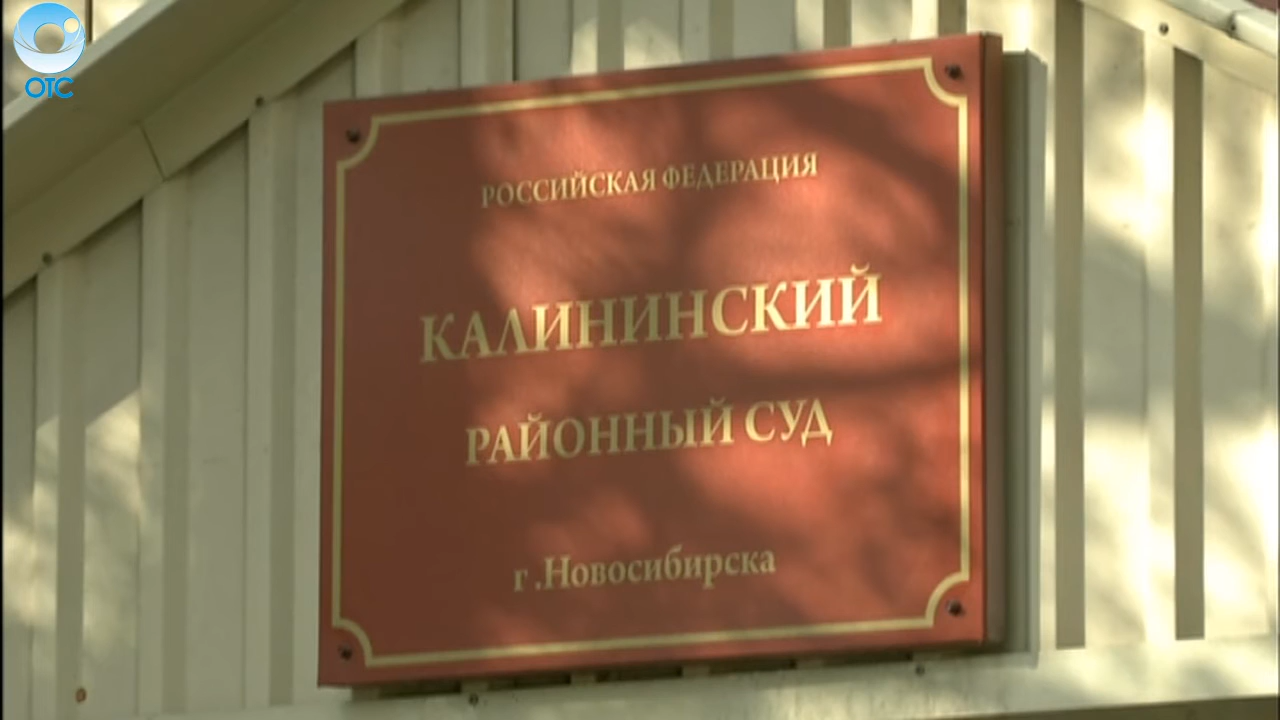 ОТС
РОССИЙСКАЯ ФЕДЕРАЦИЯ
КАЛИНИНСКИЙ
РАЙОННЫЙ СУД
г .Новосибирска